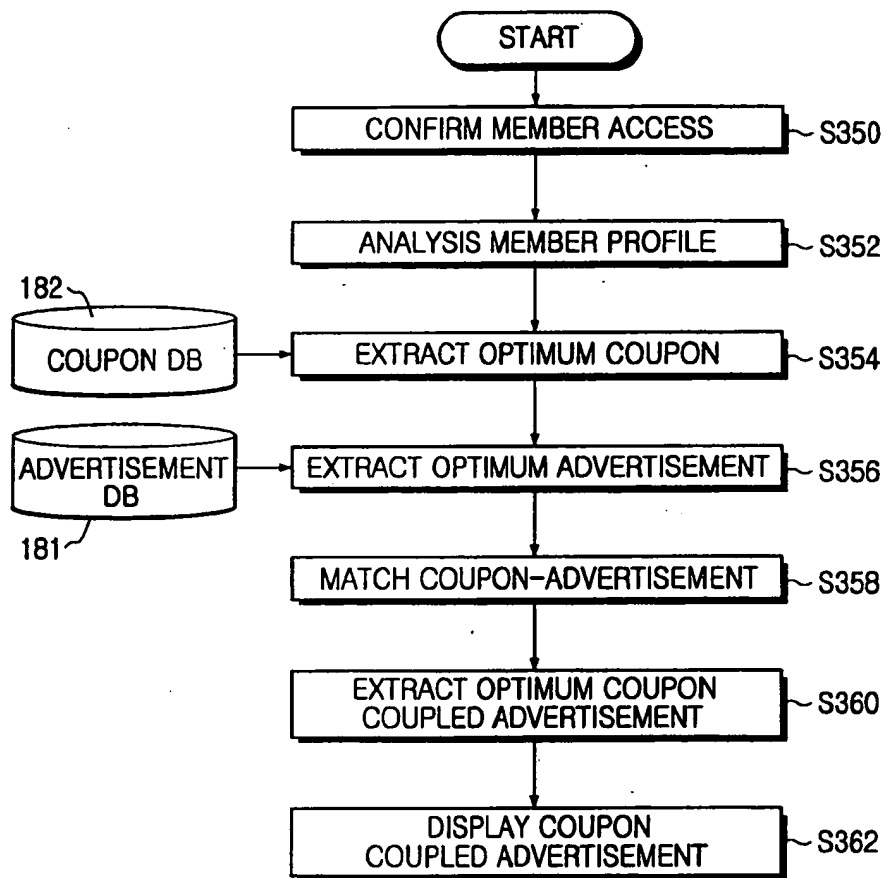 START
CONFIRM MEMBER ACCESS
S350
ANALYSIS MEMBER PROFILE
S352
182
COUPON DB
EXTRACT OPTIMUM COUPON
S354
ADVERTISEMENT
DB
181
EXTRACT OPTIMUM ADVERTISEMENT
S356
MATCH COUPON-ADVERTISEMENT
S358
EXTRACT OPTIMUM COUPON
COUPLED ADVERTISEMENT
S360
DISPLAY COUPON
COUPLED ADVERTISEMENT
S362